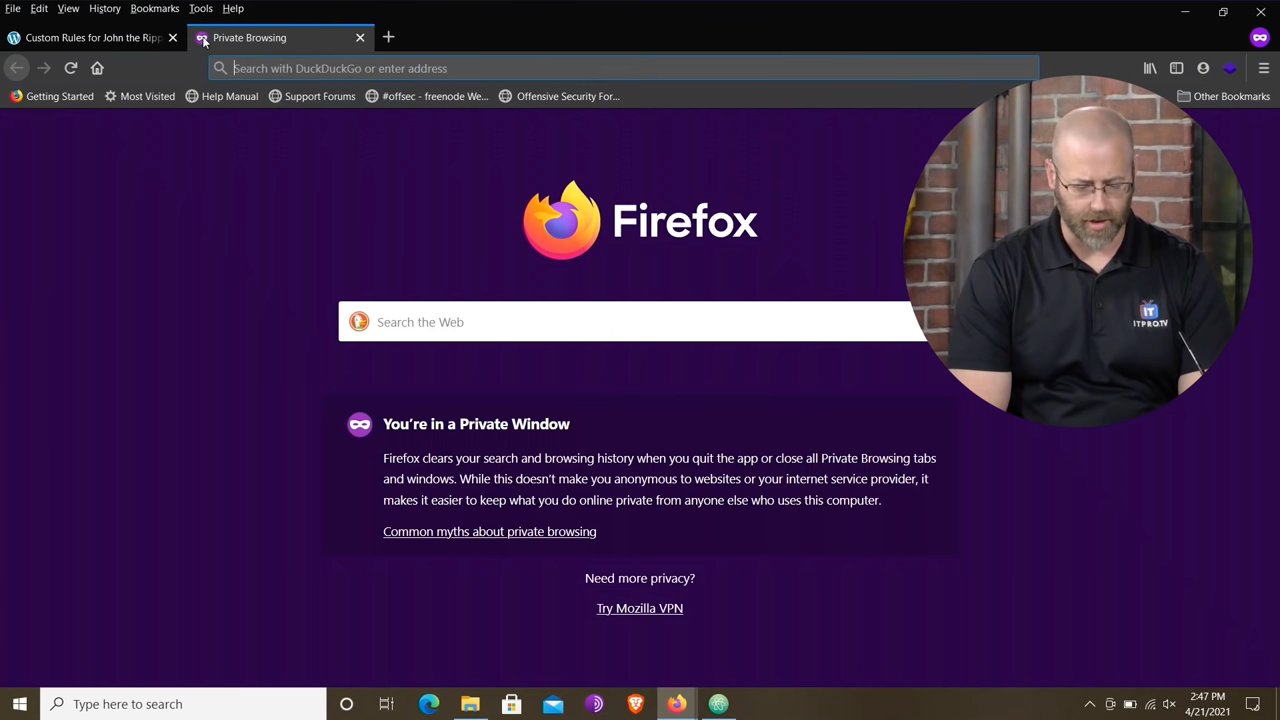 File Edit View History Bookmarks Tools Help
Custom Rules for John the Ripp
Private Browsing
Search with DuckDuckGo or enter address
Getting Started Most Visited Help Manual Support Forums #offsec - freenode We... Offensive Security For... Other Bookmarks
Firefox
Search the Web
IT
ITPRO.TV
You're in a Private Window
Firefox clears your search and browsing history when you quit the app or close all Private Browsing tabs
and windows. While this doesn't make you anonymous to websites or your internet service provider, it
makes it easier to keep what you do online private from anyone else who uses this computer.
Common myths about private browsing
Need more privacy?
Try Mozilla VPN
Type here to search
2:47 PM
4/21/2021